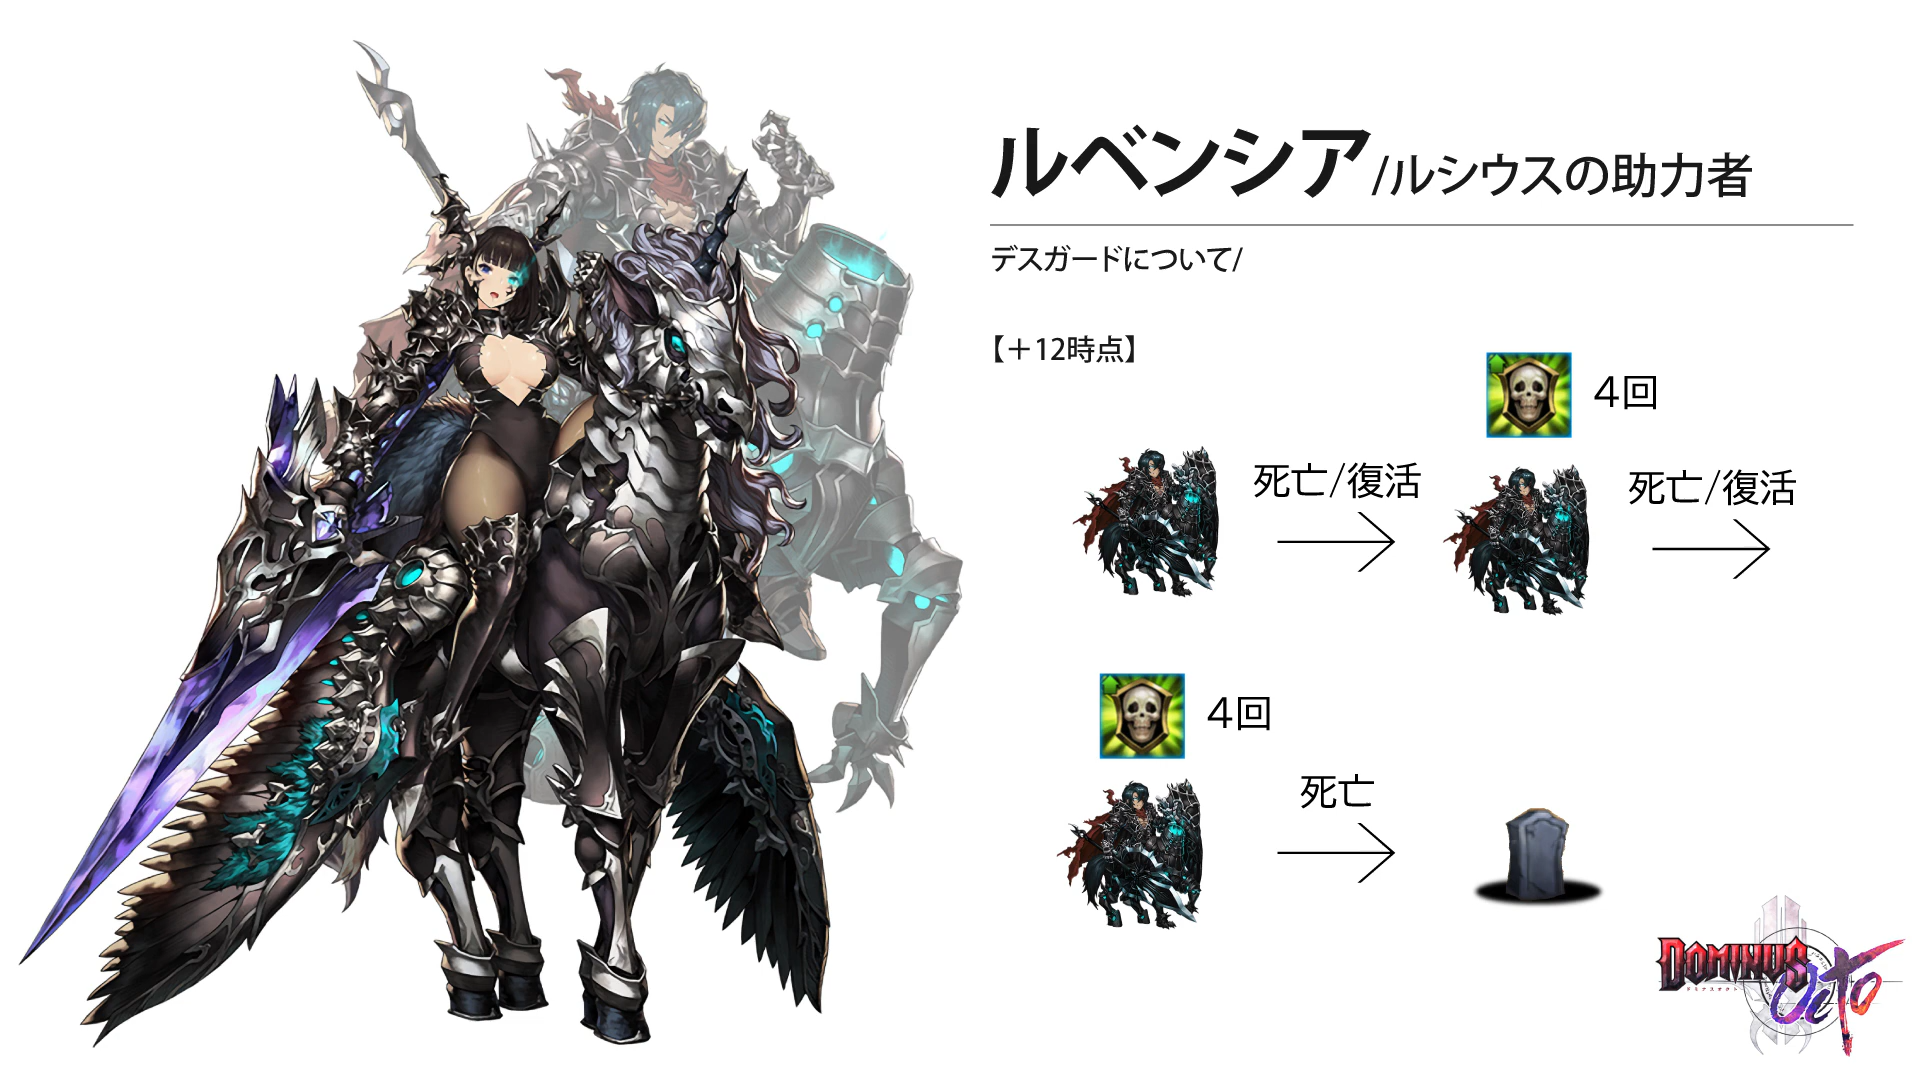 ルベンシア/ルシウスの助力者
デスガードについて/
【＋12時点】
4回
死亡/復活
死亡/復活
4回
死亡
DOMINUS
Octo